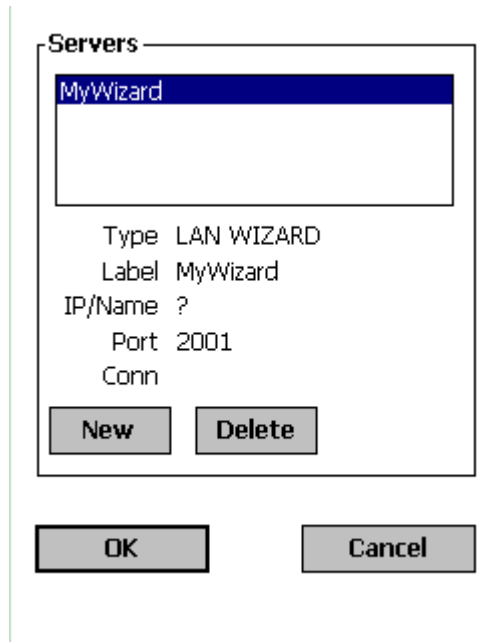 Servers
MyWizard
Type LAN WIZARD
Label MyWizard
IP/Name ?
Port 2001
Conn
New Delete
OK Cancel